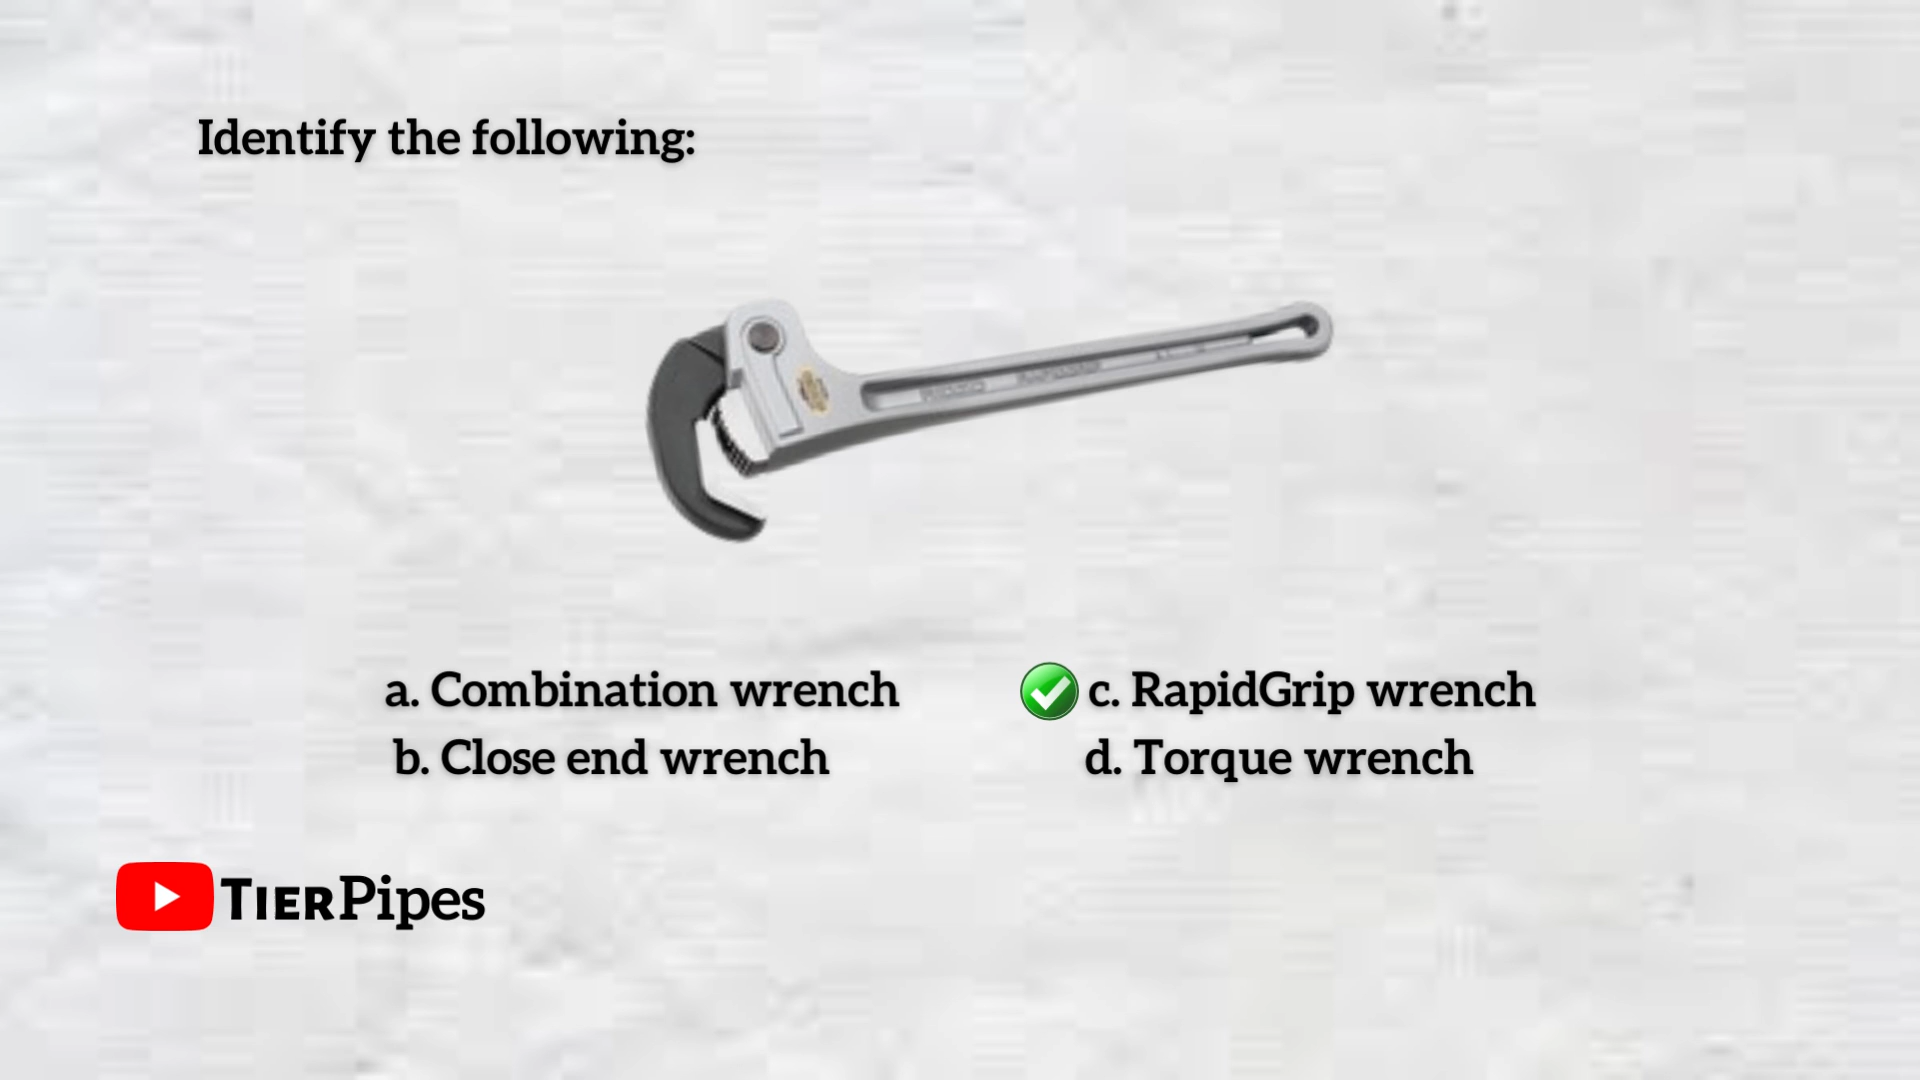 Identify the following:
a. Combination wrench
b. Close end wrench
c. RapidGrip wrench
d. Torque wrench
TierPipes